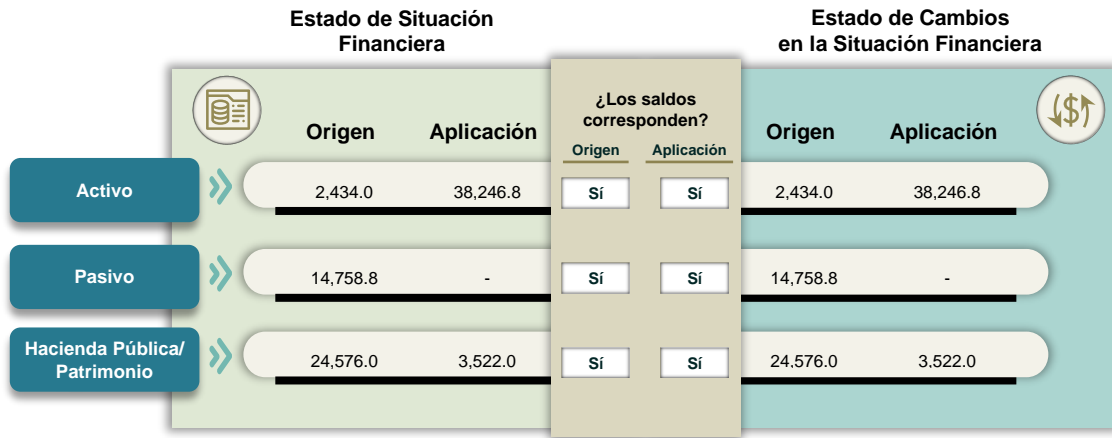 Estado de Situación
Financiera
Estado de Cambios
en la Situación Financiera
¿Los saldos
corresponden?
Origen Aplicación
Origen Aplicación
Origen Aplicación
Activo
2,434.0 38,246.8 Sí Sí 2,434.0 38,246.8
Pasivo
14,758.8 - Sí Sí 14,758.8 -
Hacienda Pública/
Patrimonio
24,576.0 3,522.0 Sí Sí 24,576.0 3.522.0